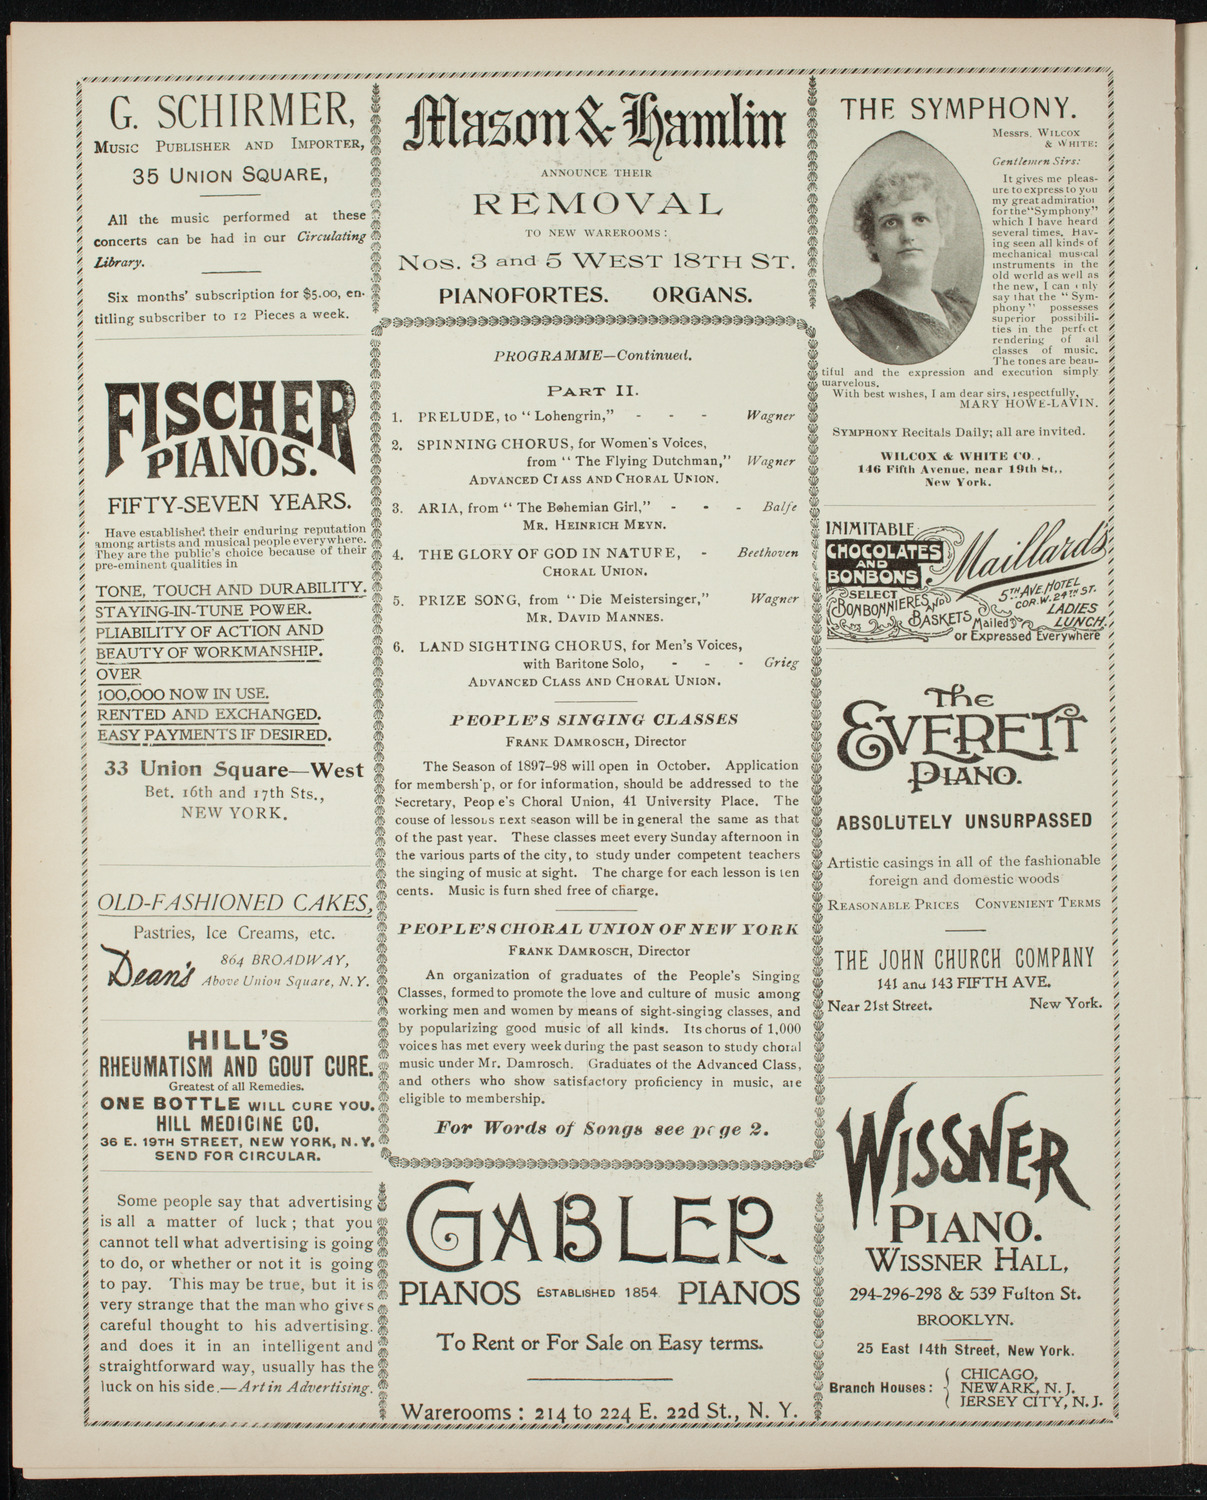 G. SCHIRMER,
MUSIC PUBLISHER AND IMPORTER,
35 UNION SQUARE,
All the music performed at these
concerts can be had in our Circulating
Library.
Six months' subscription for $5.00, en-
titling subscriber to 12 Pieces a week.
FISCHER
PIANOS.
FIFTY-SEVEN YEARS.
Have established their enduring reputation
among artists and musical people everywhere.
They are the public's choice because of their
pre-eminent qualities in
TONE, TOUCH AND DURABILITY.
STAYING-IN-TUNE POWER.
PLIABILITY OF ACTION AND
BEAUTY OF WORKMANSHIP.
OVER
100,000 NOW IN USE.
RENTED AND EXCHANGED.
EASY PAYMENTS IF DESIRED.
33 Union Square—West
Bet. 16th and 17th Sts.,
NEW YORK.
OLD-FASHIONED CAKES,
Pastries, Ice Creams, etc.
Dean's
864 BROADWAY,
Above Union Square, N.Y.
HILL'S
RHEUMATISM AND GOUT CURE.
Greatest of all Remedies.
ONE BOTTLE WILL CURE YOU.
HILL MEDICINE CO.
36 E. 19TH STREET, NEW YORK, N.Y.
SEND FOR CIRCULAR.
Some people say that advertising
is all a matter of luck; that you
cannot tell what advertising is going
to do, or whether or not it is going
to pay. This may be true, but it is
very strange that the man who gives
careful thought to his advertising.
and does it in an intelligent and
straightforward way, usually has the
luck on his side.—Art in Advertising.
Mason & Hamlin
ANNOUNCE THEIR
REMOVAL
TO NEW WAREROOMS:
NOS. 3 and 5 WEST 18TH ST.
PIANOFORTES. ORGANS.
PROGRAMME—Continued.
PART II.
1. PRELUDE, to "Lohengrin," - - - Wagner
2. SPINNING CHORUS, for Women's Voices,
from "The Flying Dutchman," Wagner
ADVANCED CLASS AND CHORAL UNION.
3. ARIA, from "The Bohemian Girl," - - - Balfe
MR. HEINRICH MEYN.
4. THE GLORY OF GOD IN NATURE, - Beethoven
CHORAL UNION.
5. PRIZE SONG, from "Die Meistersinger," Wagner
MR. DAVID MANNES.
6. LAND SIGHTING CHORUS, for Men's Voices,
with Baritone Solo, - - - Grieg
ADVANCED CLASS AND CHORAL UNION.
PEOPLE'S SINGING CLASSES
FRANK DAMROSCH, Director
The Season of 1897-98 will open in October. Application
for membersh'p, or for information, should be addressed to the
Secretary, Peop e's Choral Union, 41 University Place. The
couse of lessons next season will be in general the same as that
of the past year. These classes meet every Sunday afternoon in
the various parts of the city, to study under competent teachers
the singing of music at sight. The charge for each lesson is ten
cents. Music is furn shed free of charge.
PEOPLE'S CHORAL UNION OF NEW YORK
FRANK DAMROSCH, Director
An organization of graduates of the People's Singing
Classes, formed to promote the love and culture of music among
working men and women by means of sight-singing classes, and
by popularizing good music of all kinds. Its chorus of 1,000
voices has met every week during the past season to study choral
music under Mr. Damrosch. Graduates of the Advanced Class,
and others who show satisfactory proficiency in music, are
eligible to membership.
For Words of Songs see page 2.
GABLER
PIANOS ESTABLISHED 1854 PIANOS
To Rent or For Sale on Easy terms.
Warerooms: 214 to 224 E. 22d St., N. Y.
THE SYMPHONY.
Messrs. WILCOX
& WHITE:
Gentlemen Sirs:
It gives me pleas-
ure to express to you
my great admiration
for the "Symphony"
which I have heard
several times. Hav-
ing seen all kinds of
mechanical musical
instruments in the
old world as well as
the new, I can only
say that the "Sym-
phony" possesses
superior possibili-
ties in the perfect
rendering of all
classes of music.
The tones are beau-
tiful and the expression and execution simply
marvelous.
With best wishes, I am dear sirs, respectfully,
MARY HOWE-LAVIN.
SYMPHONY Recitals Daily; all are invited.
WILCOX & WHITE CO.,
146 Fifth Avenue, near 19th St.,
New York.
INIMITABLE
CHOCOLATES
AND
BONBONS
Maillard's
SELECT
BONBONNIERES AND
BASKETS
5TH AVE. HOTEL
COR. W. 24TH ST.
LADIES
LUNCH.
Mailed
or Expressed Everywhere
The
EVERETT
PIANO.
ABSOLUTELY UNSURPASSED
Artistic casings in all of the fashionable
foreign and domestic woods
REASONABLE PRICES CONVENIENT TERMS
THE JOHN CHURCH COMPANY
141 and 143 FIFTH AVE.
Near 21st Street. New York.
WISSNER
PIANO.
WISSNER HALL,
294-296-298 & 539 Fulton St.
BROOKLYN.
25 East 14th Street, New York.
Branch Houses: CHICAGO,
NEWARK, N. J.
JERSEY CITY, N. J.